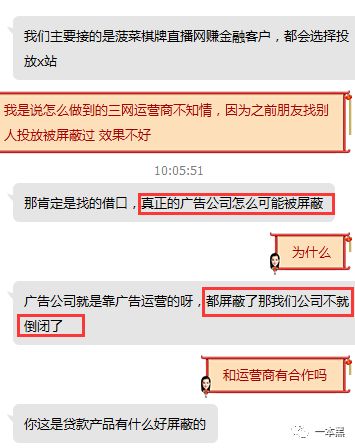 我们主要接的是菠菜棋牌直播网赚金融客户，都会选择投
放x站
我是说怎么做到的三网运营商不知情，因为之前朋友找别
人投放被屏蔽过 效果不好
10:05:51
那肯定是找的借口，真正的广告公司怎么可能被屏蔽
为什么
广告公司就是靠广告运营的呀，都屏蔽了那我们公司不就
倒闭了
和运营商有合作吗
你这是贷款产品有什么好屏蔽的
一本黑